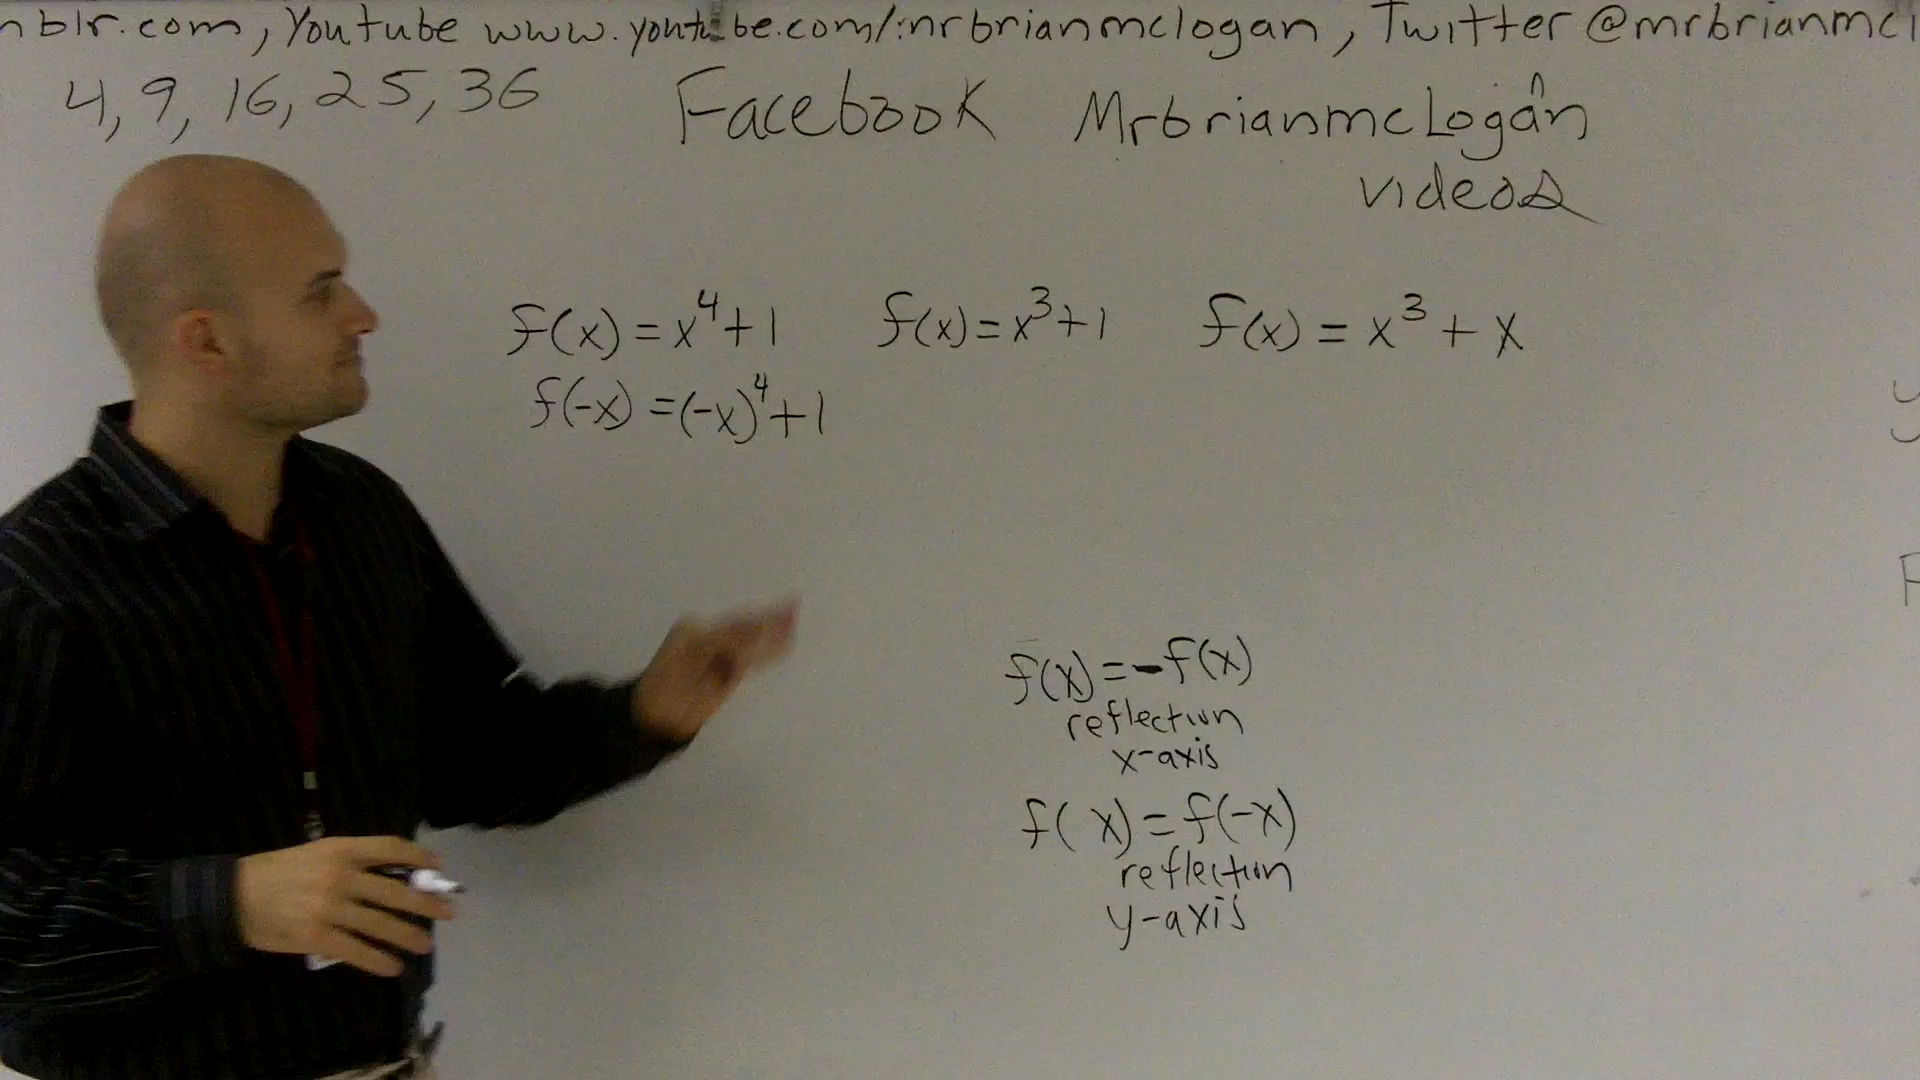 mblr.com, Youtube www.youtube.com/mrbrianmclogan, Twitter @mrbrianmcl
4, 9, 16, 25, 36 Facebook MrbrianmcLogan
videos
f(x) = x⁴+1 f(x)=x³+1 f(x) = x³ + x
f(-x) =(-x)⁴+1
f(x)=-f(x)
reflection
x-axis
f( x)=f(-x)
reflection
y-axis